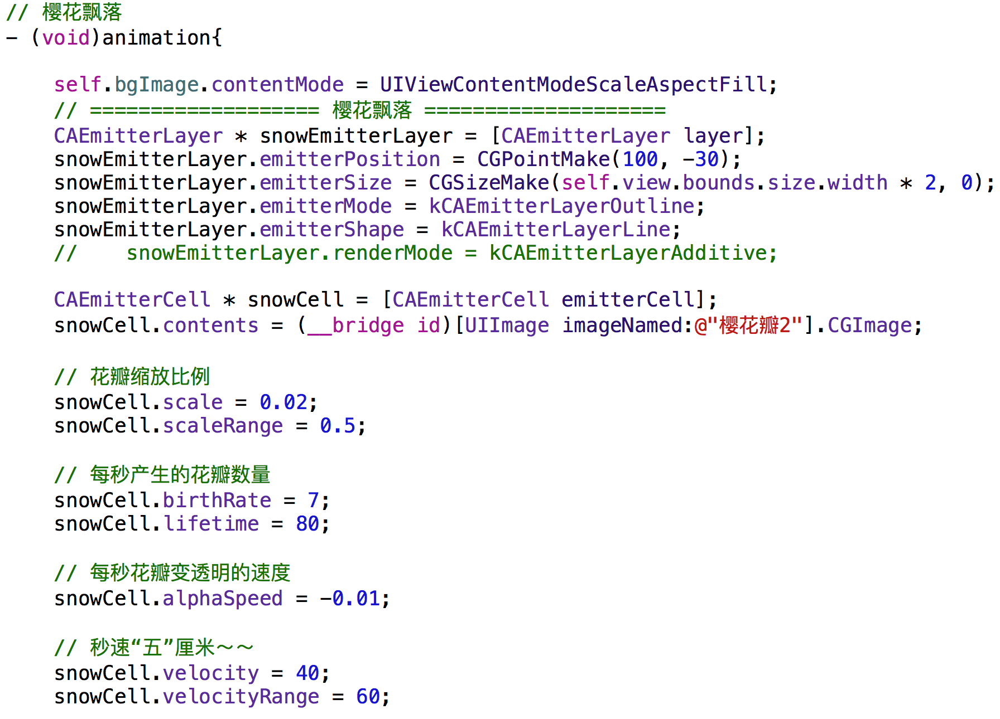 // 樱花飘落
- (void)animation{
self.bgImage.contentMode = UIViewContentModeScaleAspectFill;
// =================== 樱花飘落 ====================
CAEmitterLayer * snowEmitterLayer = [CAEmitterLayer layer];
snowEmitterLayer.emitterPosition = CGPointMake(100, -30);
snowEmitterLayer.emitterSize = CGSizeMake(self.view.bounds.size.width * 2, 0);
snowEmitterLayer.emitterMode = kCAEmitterLayerOutline;
snowEmitterLayer.emitterShape = kCAEmitterLayerLine;
//    snowEmitterLayer.renderMode = kCAEmitterLayerAdditive;
CAEmitterCell * snowCell = [CAEmitterCell emitterCell];
snowCell.contents = (__bridge id)[UIImage imageNamed:@"樱花瓣2"].CGImage;
// 花瓣缩放比例
snowCell.scale = 0.02;
snowCell.scaleRange = 0.5;
// 每秒产生的花瓣数量
snowCell.birthRate = 7;
snowCell.lifetime = 80;
// 每秒花瓣变透明的速度
snowCell.alphaSpeed = -0.01;
// 秒速“五”厘米～～
snowCell.velocity = 40;
snowCell.velocityRange = 60;